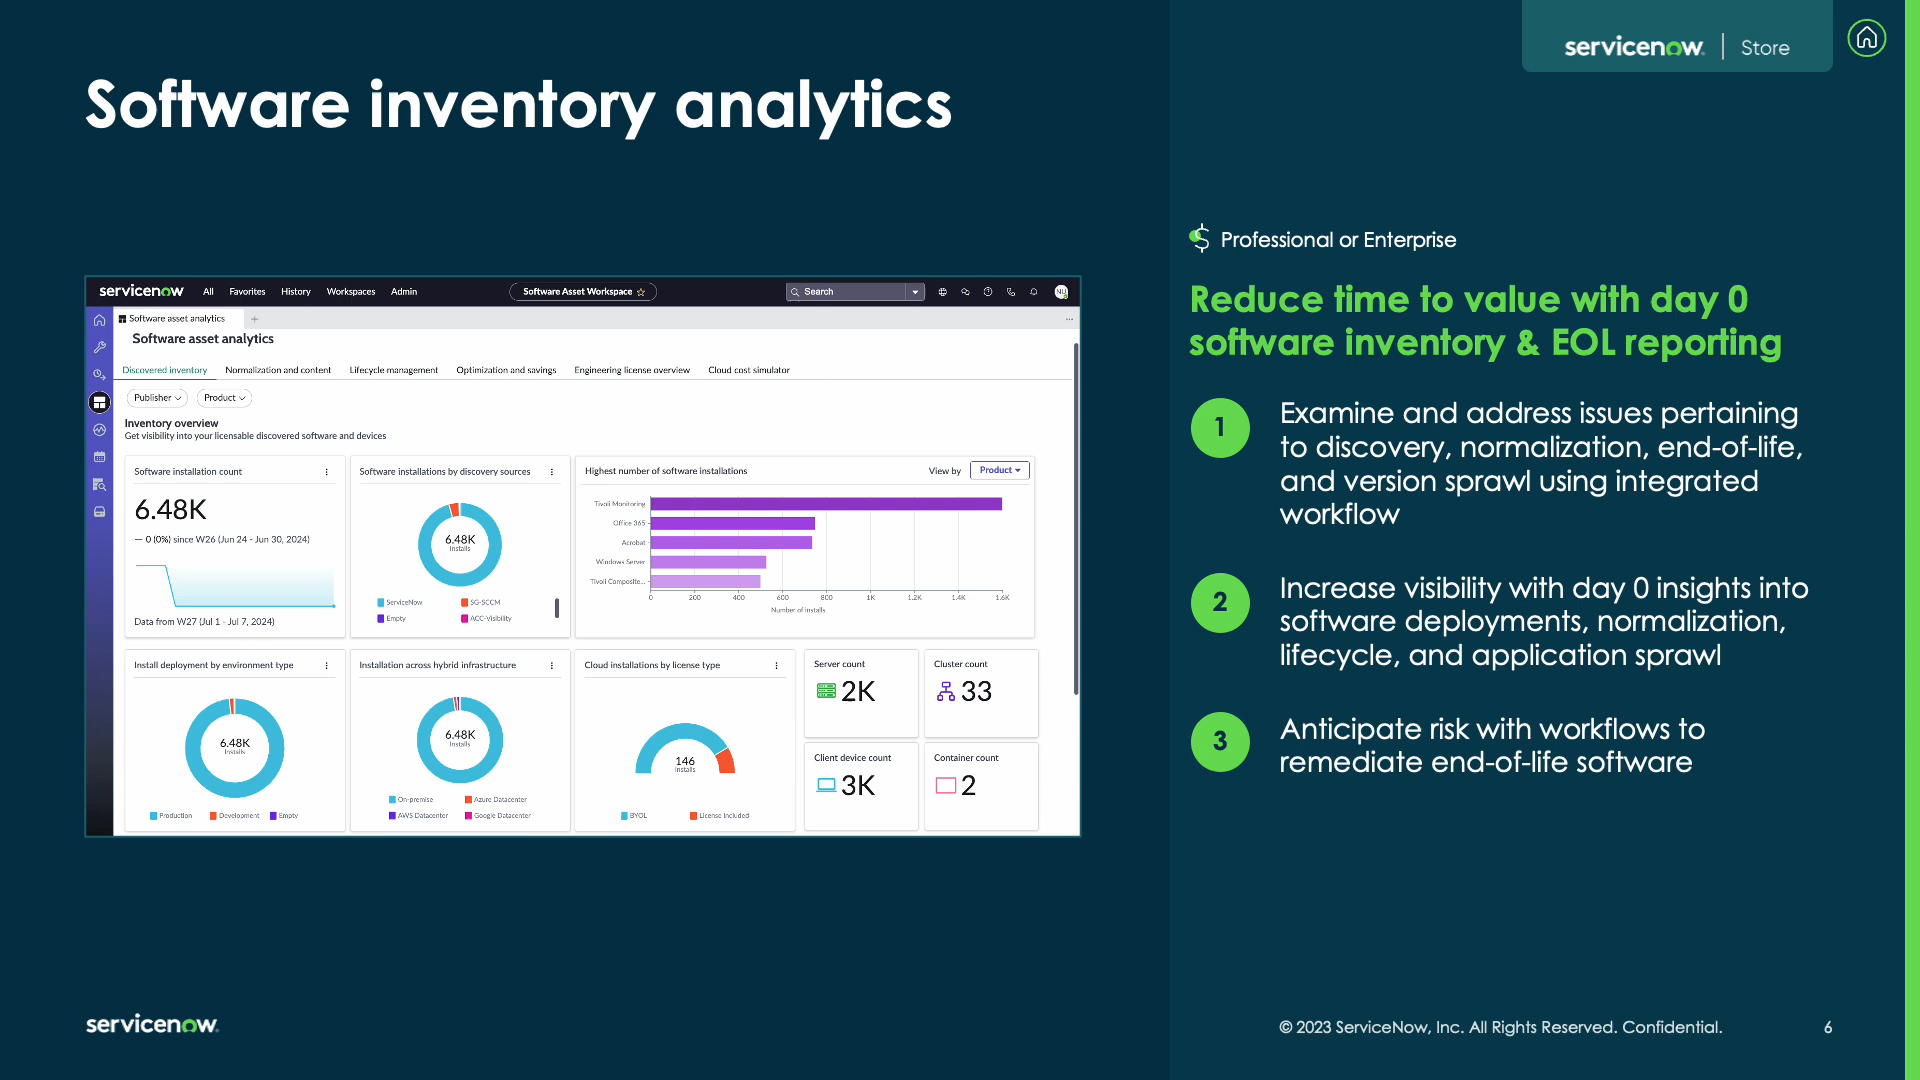 servicenow | Store
Software inventory analytics
servicenow All Favorites History Workspaces Admin Software Asset Workspace Search NU
Software asset analytics
Software asset analytics
Discovered inventory Normalization and content Lifecycle management Optimization and savings Engineering license overview Cloud cost simulator
Publisher Product
Inventory overview
Get visibility into your licensable discovered software and devices
Software installation count
6.48K
— 0 (0%) since W26 (Jun 24 - Jun 30, 2024)
Data from W27 (Jul 1 - Jul 7, 2024)
Software installations by discovery sources
6.48K
Installs
ServiceNow SG-SCCM
Empty ACC-Visibility
Highest number of software installations View by Product
Tivoli Monitoring
Office 365
Acrobat
Windows Server
Tivoli Composite...
0 200 400 600 800 1K 1.2K 1.4K 1.6K
Number of installs
Install deployment by environment type
6.48K
Installs
Production Development Empty
Installation across hybrid infrastructure
6.48K
Installs
On-premise Azure Datacenter
AWS Datacenter Google Datacenter
Cloud installations by license type
146
Installs
BYOL License Included
Server count
2K
Cluster count
33
Client device count
3K
Container count
2
$ Professional or Enterprise
Reduce time to value with day 0
software inventory & EOL reporting
1
Examine and address issues pertaining
to discovery, normalization, end-of-life,
and version sprawl using integrated
workflow
2
Increase visibility with day 0 insights into
software deployments, normalization,
lifecycle, and application sprawl
3
Anticipate risk with workflows to
remediate end-of-life software
servicenow
© 2023 ServiceNow, Inc. All Rights Reserved. Confidential.
6